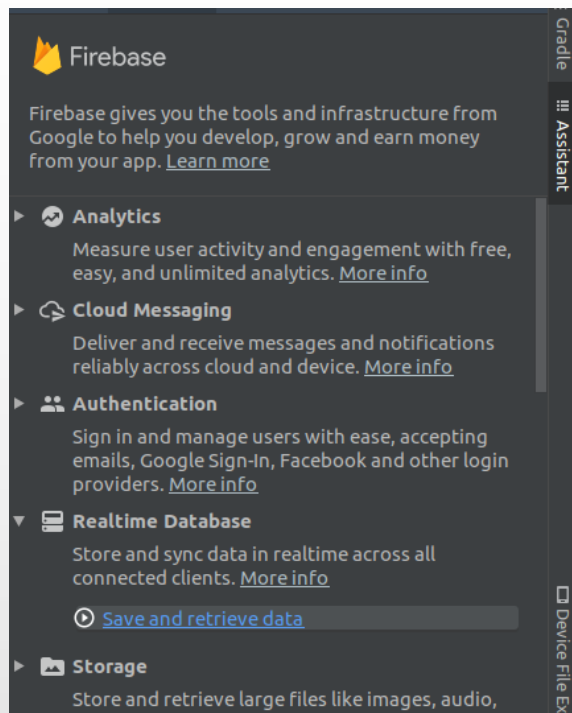 Firebase
Firebase gives you the tools and infrastructure from
Google to help you develop, grow and earn money
from your app. Learn more
Analytics
Measure user activity and engagement with free,
easy, and unlimited analytics. More info
Cloud Messaging
Deliver and receive messages and notifications
reliably across cloud and device. More info
Authentication
Sign in and manage users with ease, accepting
emails, Google Sign-In, Facebook and other login
providers. More info
Realtime Database
Store and sync data in realtime across all
connected clients. More info
Save and retrieve data
Storage
Store and retrieve large files like images, audio,
Gradle
Assistant
Device File Ex